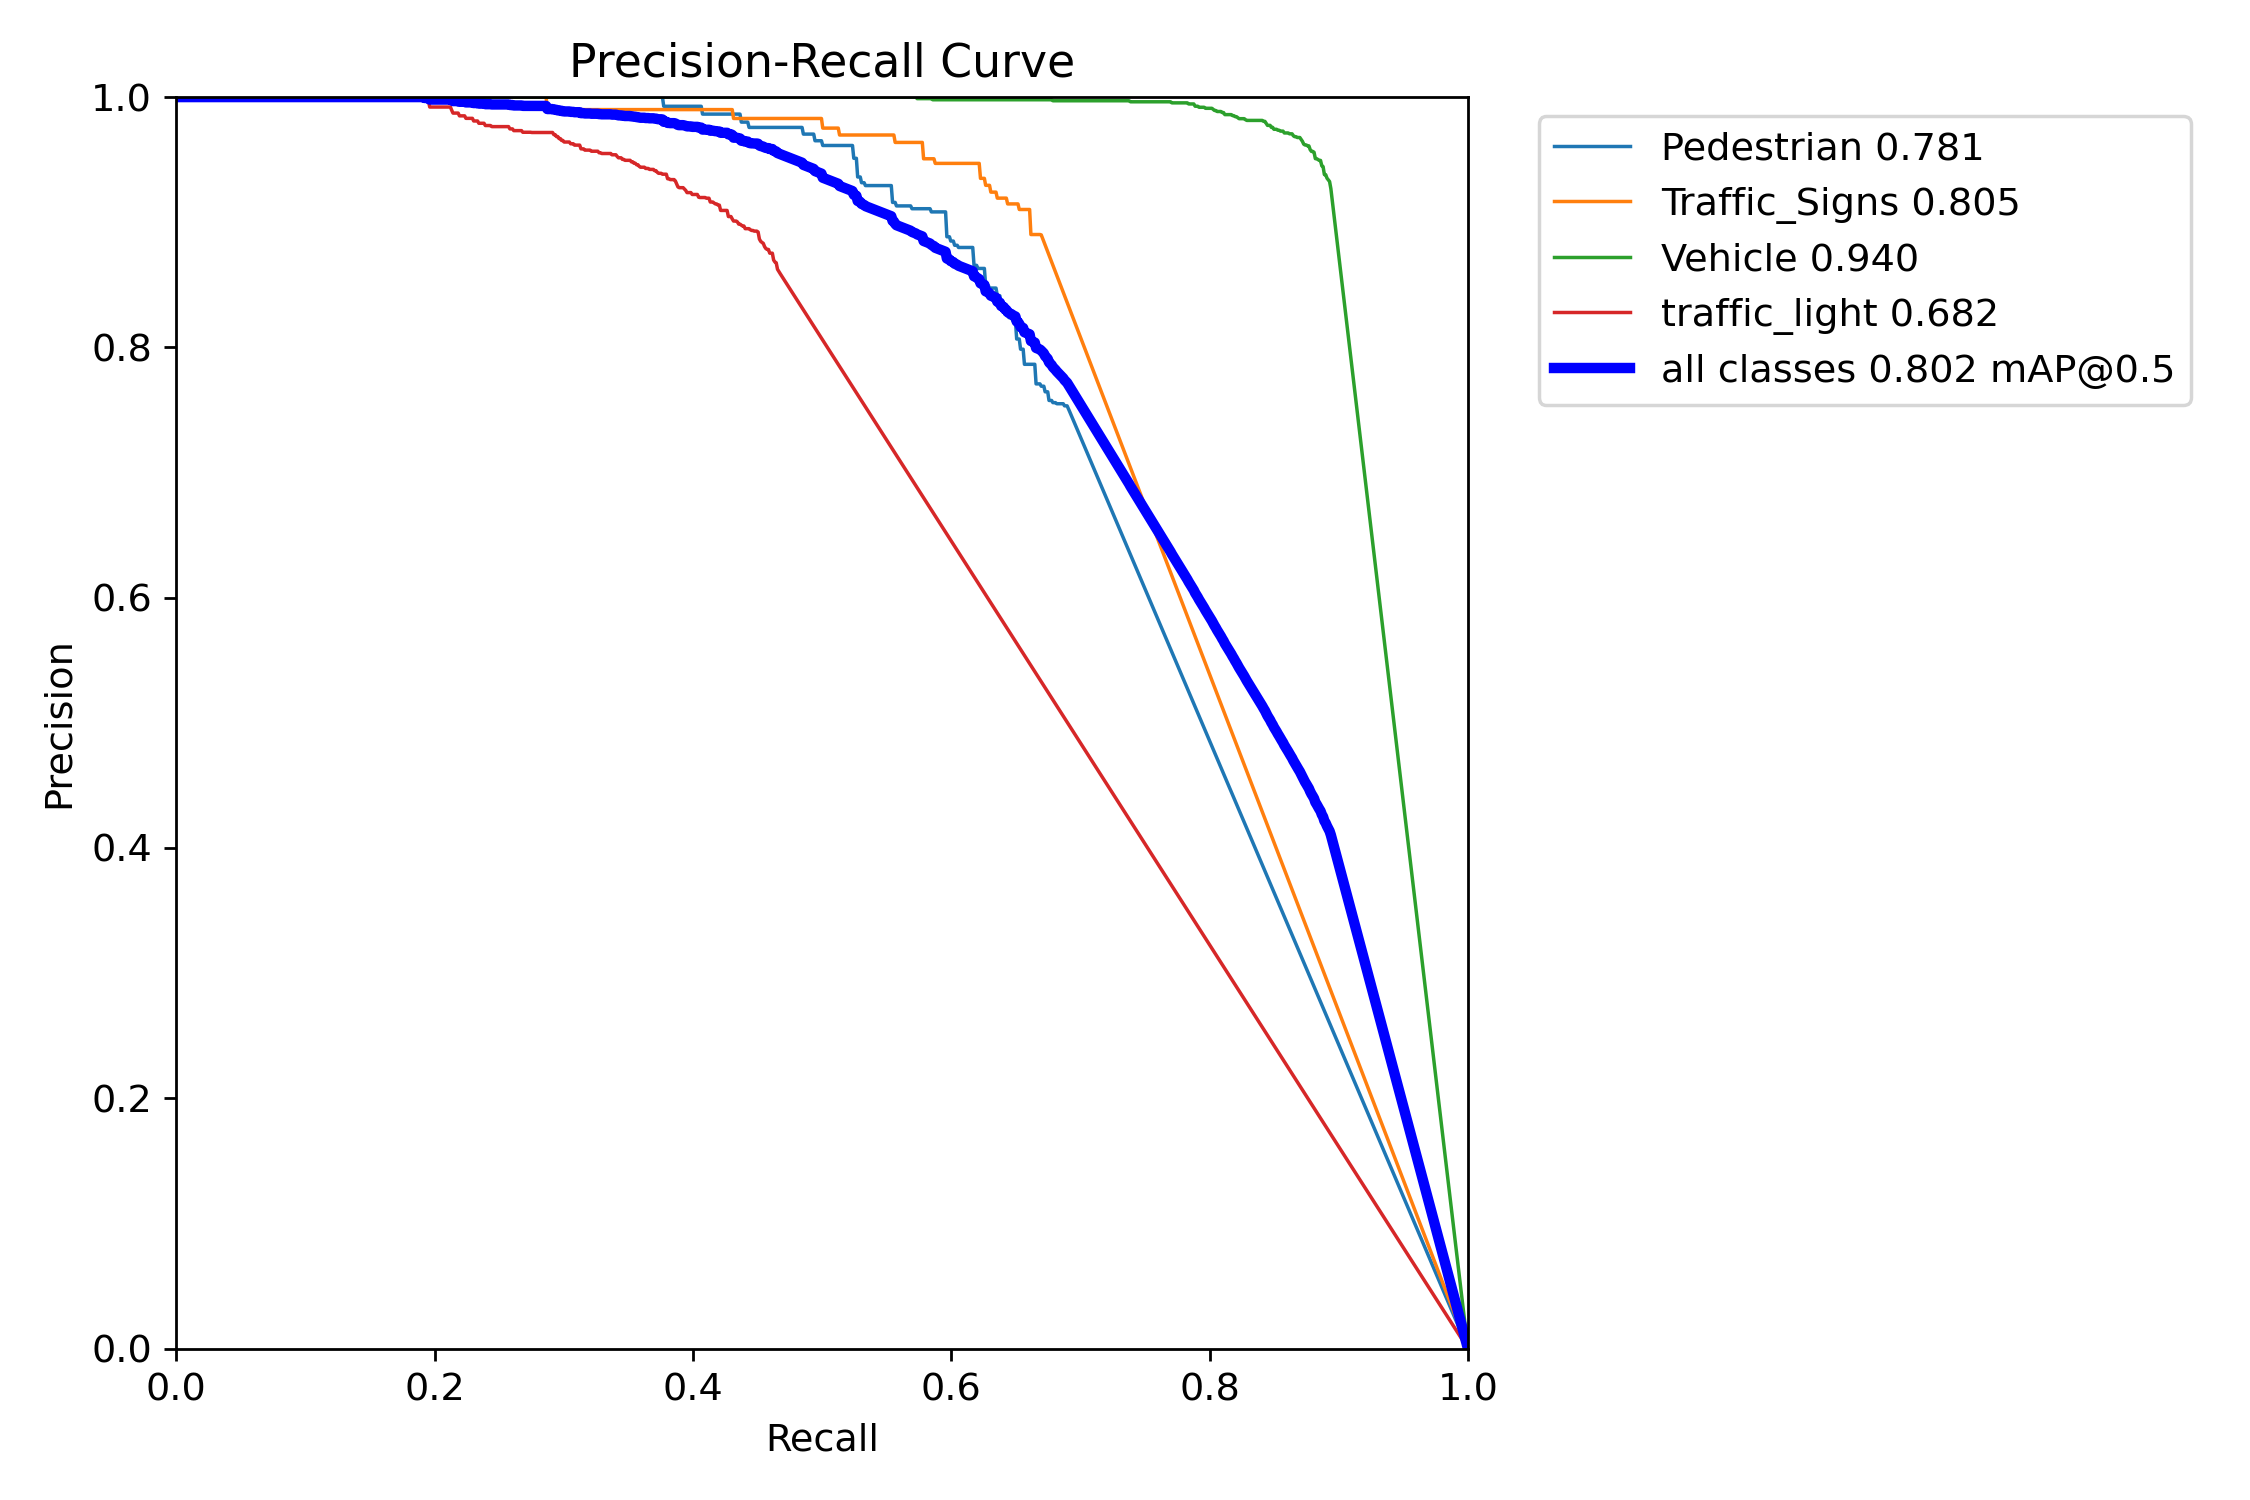 Precision-Recall Curve
1.0
0.8
0.6
0.4
0.2
0.0
Precision
0.0 0.2 0.4 0.6 0.8 1.0
Recall
Pedestrian 0.781
Traffic_Signs 0.805
Vehicle 0.940
traffic_light 0.682
all classes 0.802 mAP@0.5